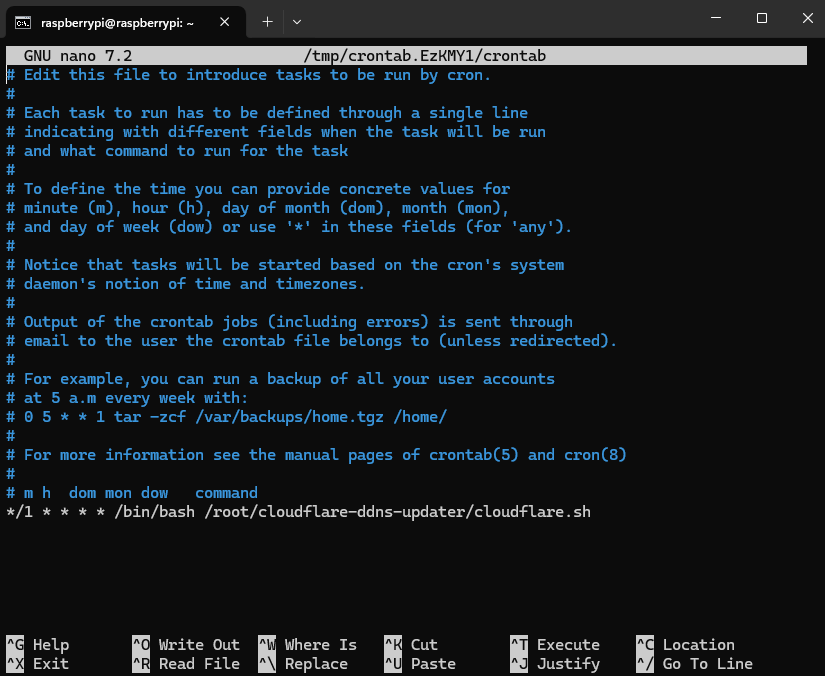 raspberrypi@raspberrypi: ~
GNU nano 7.2 /tmp/crontab.EzKMY1/crontab
# Edit this file to introduce tasks to be run by cron.
#
# Each task to run has to be defined through a single line
# indicating with different fields when the task will be run
# and what command to run for the task
#
# To define the time you can provide concrete values for
# minute (m), hour (h), day of month (dom), month (mon),
# and day of week (dow) or use '*' in these fields (for 'any').
#
# Notice that tasks will be started based on the cron's system
# daemon's notion of time and timezones.
#
# Output of the crontab jobs (including errors) is sent through
# email to the user the crontab file belongs to (unless redirected).
#
# For example, you can run a backup of all your user accounts
# at 5 a.m every week with:
# 0 5 * * 1 tar -zcf /var/backups/home.tgz /home/
#
# For more information see the manual pages of crontab(5) and cron(8)
#
# m h  dom mon dow   command
*/1 * * * * /bin/bash /root/cloudflare-ddns-updater/cloudflare.sh
^G Help ^O Write Out ^W Where Is ^K Cut ^T Execute ^C Location
^X Exit ^R Read File ^\ Replace ^U Paste ^J Justify ^/ Go To Line